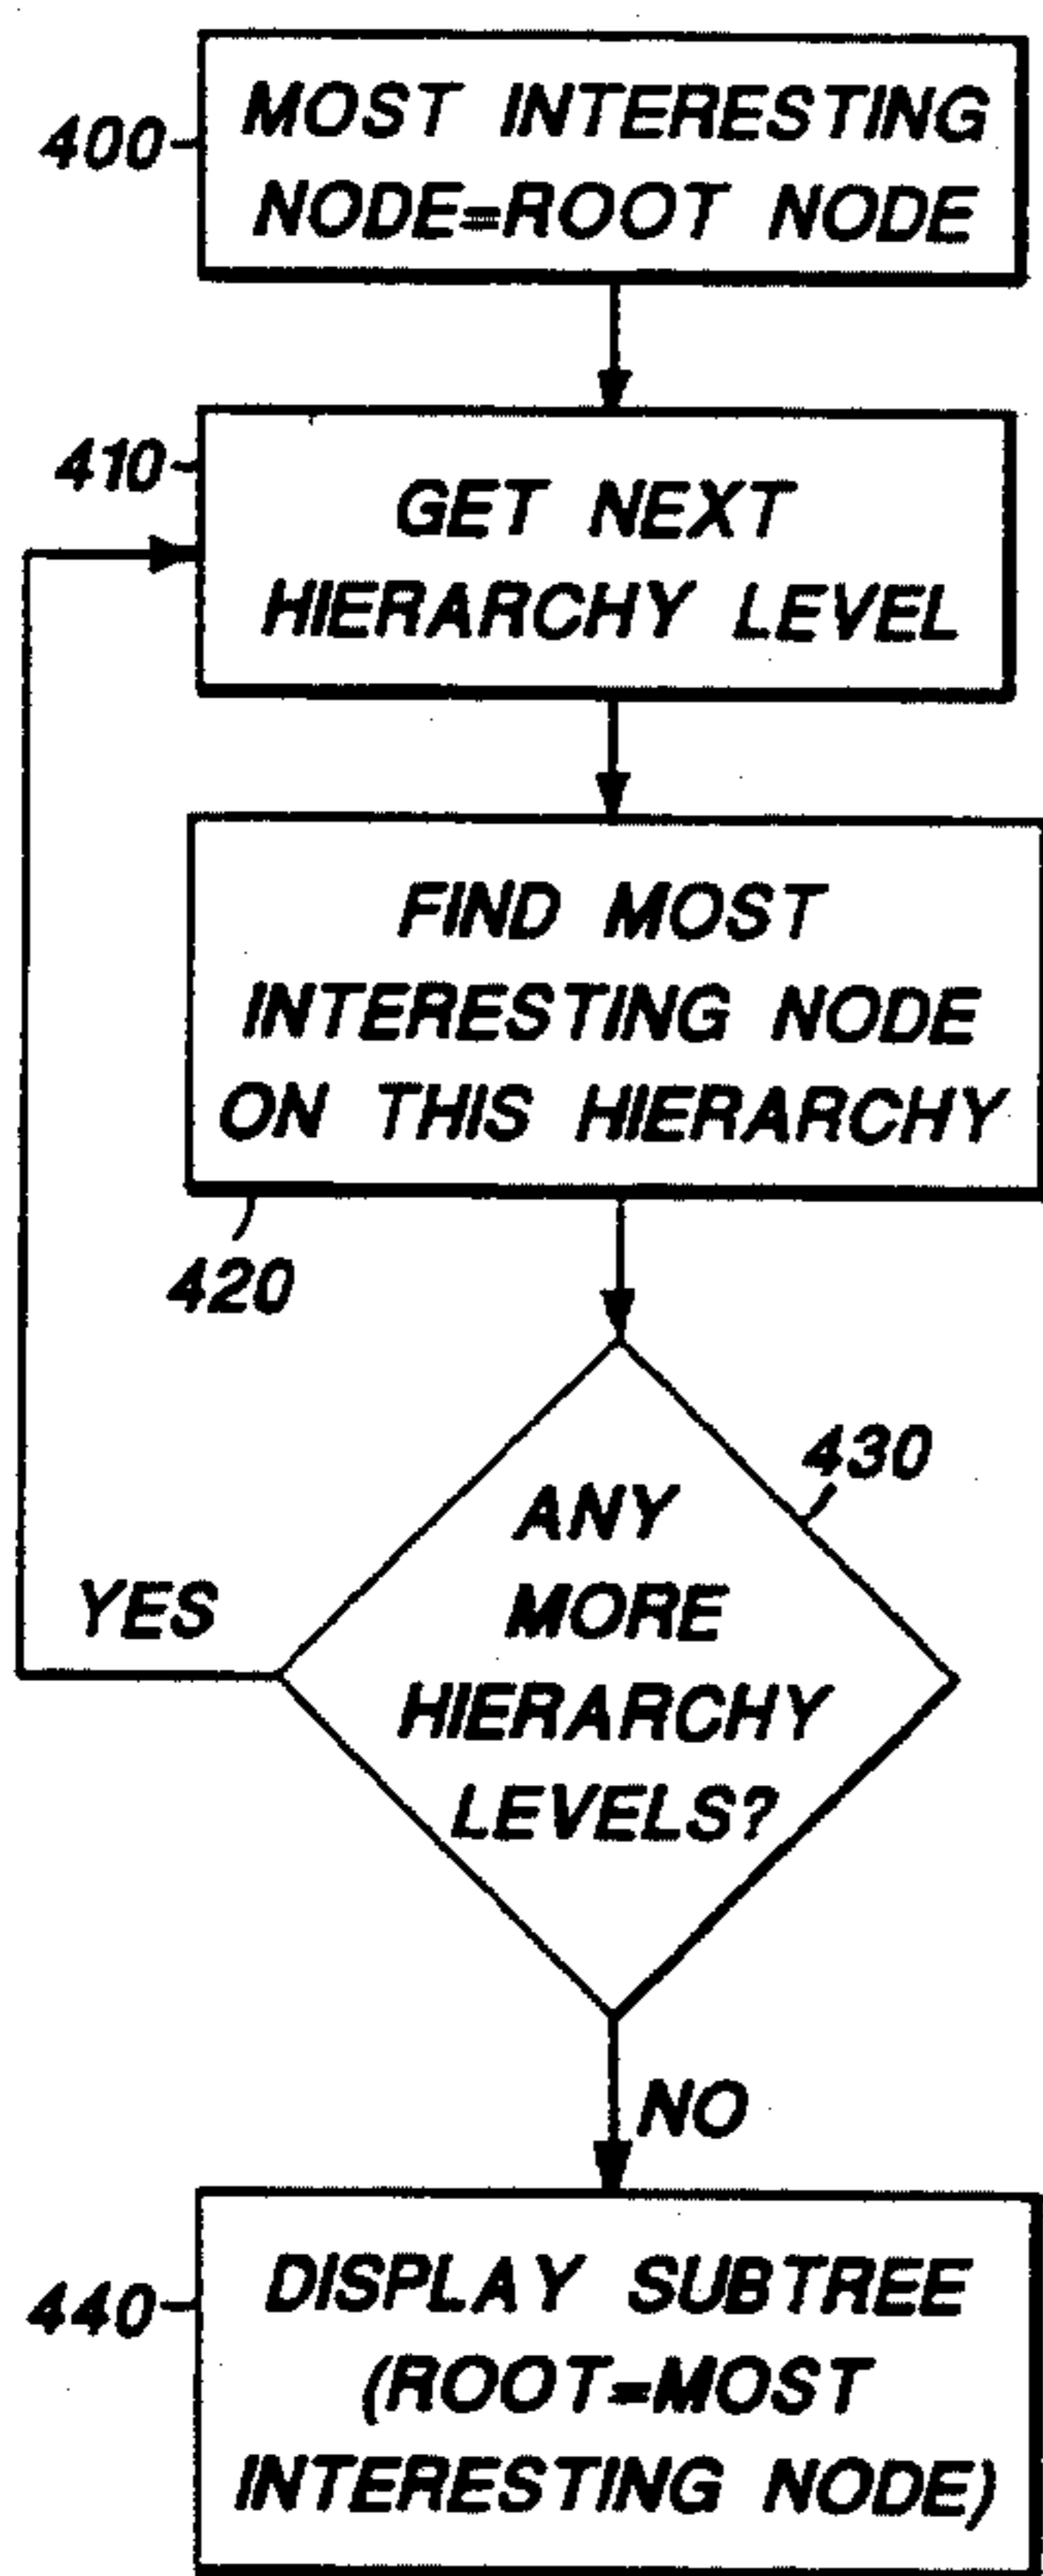 400
MOST INTERESTING
NODE=ROOT NODE
410
GET NEXT
HIERARCHY LEVEL
FIND MOST
INTERESTING NODE
ON THIS HIERARCHY
420
430
ANY
MORE
HIERARCHY
LEVELS?
YES
NO
440
DISPLAY SUBTREE
(ROOT=MOST
INTERESTING NODE)